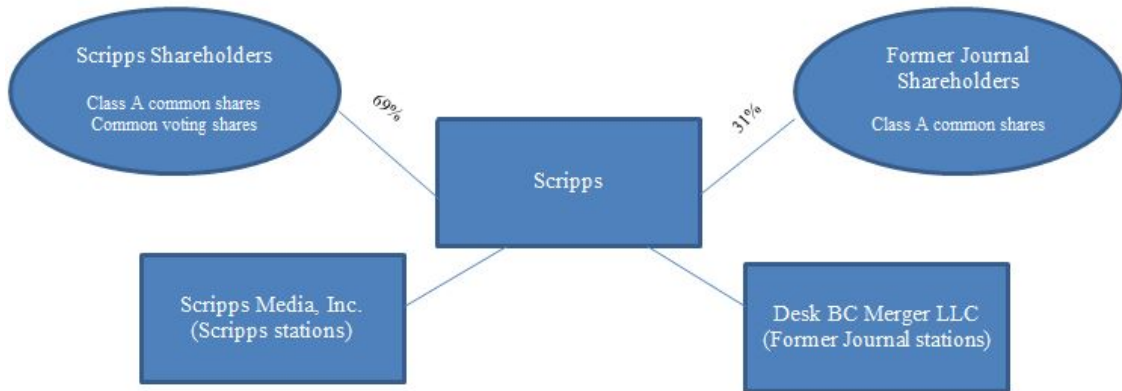 Scripps Shareholders
Class A common shares
Common voting shares
69%
Former Journal
Shareholders
Class A common shares
31%
Scripps
Scripps Media, Inc.
(Scripps stations)
Desk BC Merger LLC
(Former Journal stations)